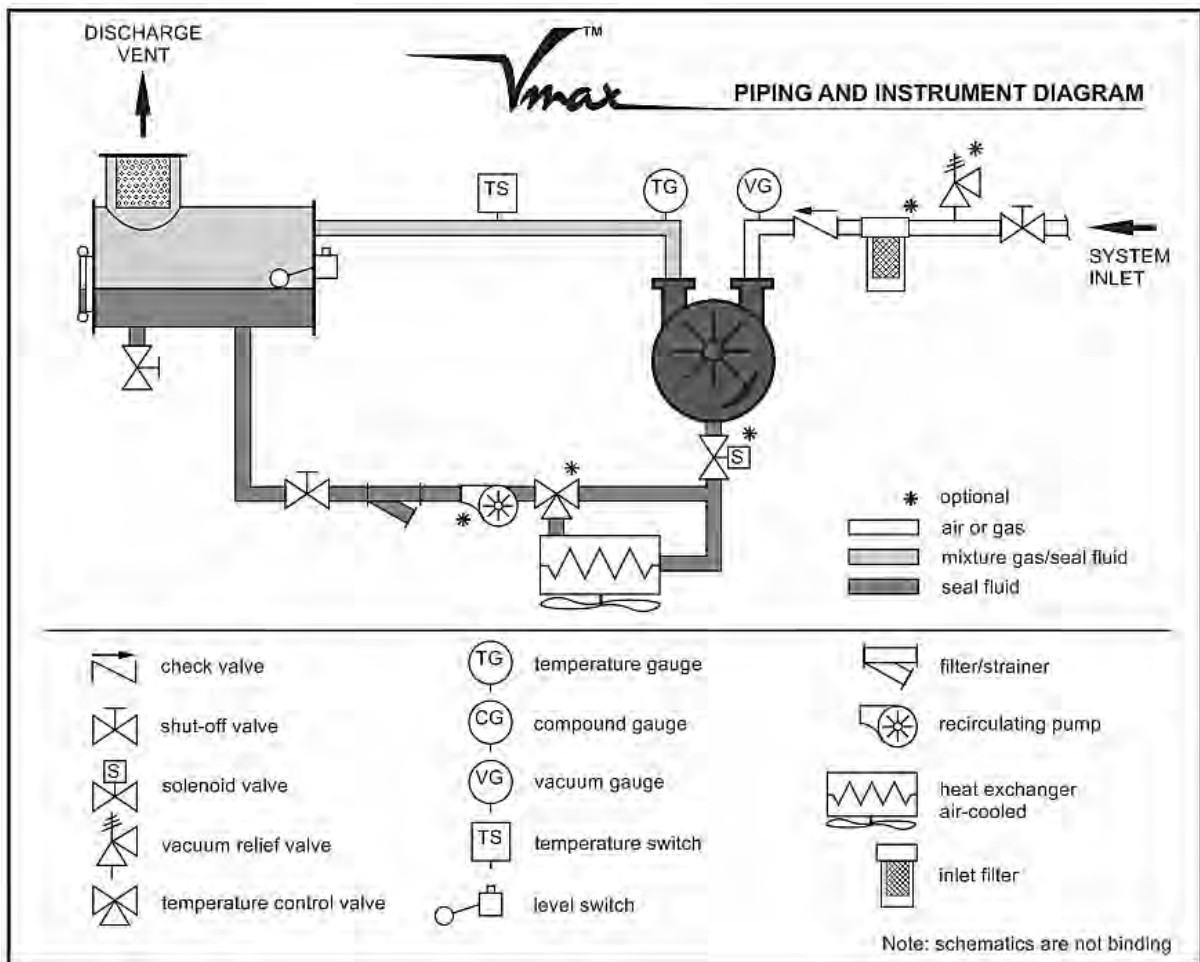 DISCHARGE
VENT
Vmax™
PIPING AND INSTRUMENT DIAGRAM
*
TS
TG
VG
*
SYSTEM
INLET
*
S
*
*
* optional
air or gas
mixture gas/seal fluid
seal fluid
check valve
shut-off valve
S
solenoid valve
vacuum relief valve
temperature control valve
TG
temperature gauge
CG
compound gauge
VG
vacuum gauge
TS
temperature switch
level switch
filter/strainer
recirculating pump
heat exchanger
air-cooled
inlet filter
Note: schematics are not binding